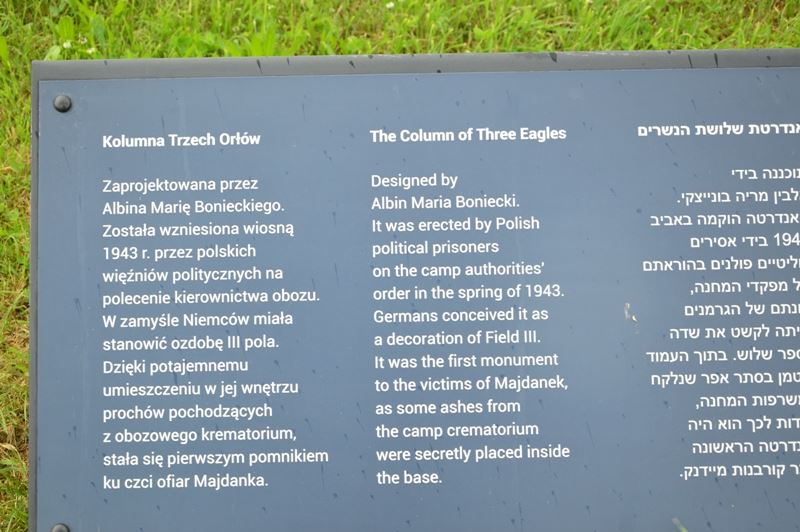 Kolumna Trzech Orłów
Zaprojektowana przez
Albina Marię Bonieckiego.
Została wzniesiona wiosną
1943 r. przez polskich
więźniów politycznych na
polecenie kierownictwa obozu.
W zamyśle Niemców miała
stanowić ozdobę III pola.
Dzięki potajemnemu
umieszczeniu w jej wnętrzu
prochów pochodzących
z obozowego krematorium,
stała się pierwszym pomnikiem
ku czci ofiar Majdanka.
The Column of Three Eagles
Designed by
Albin Maria Boniecki.
It was erected by Polish
political prisoners
on the camp authorities'
order in the spring of 1943.
Germans conceived it as
a decoration of Field III.
It was the first monument
to the victims of Majdanek,
as some ashes from
the camp crematorium
were secretly placed inside
the base.
אנדרטת שלושת הנשרים
בידי
מריה בונייצקי.
אנדרטה הוקמה באביב
בידי אסירים
פולנים בהוראתם
מפקדי המחנה,
של הגרמנים
לקשט את שדה
שלוש. בתוך העמוד
בסתר אפר שנלקח
המחנה,
לכך הוא היה
הראשונה
קורבנות מיידנק.